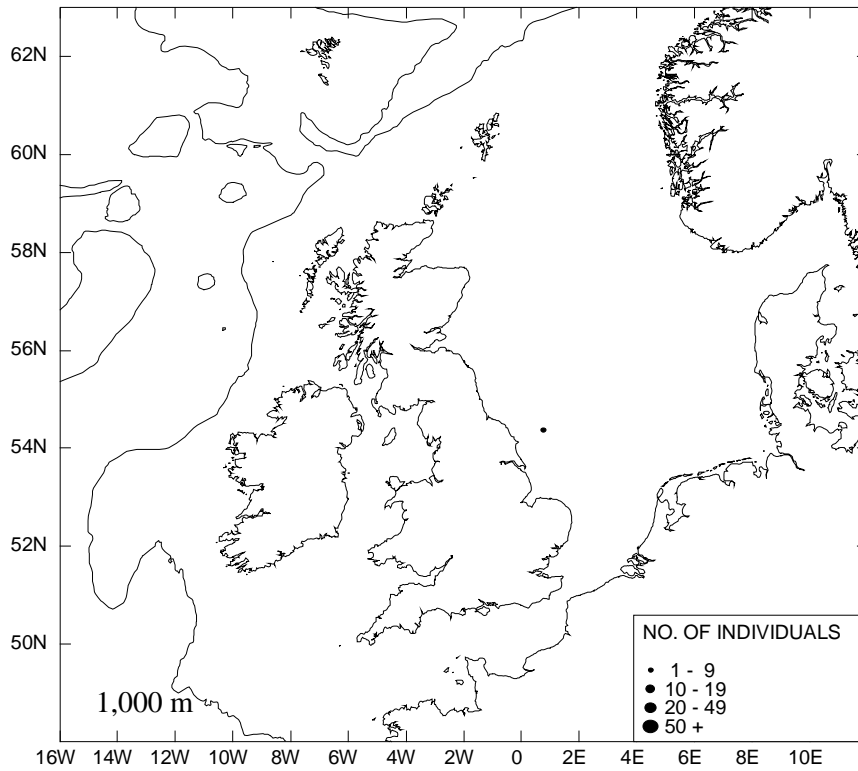 62N
60N
58N
56N
54N
52N
50N
NO. OF INDIVIDUALS
1 - 9
10 - 19
20 - 49
50 +
1,000 m
16W 14W 12W 10W 8W 6W 4W 2W 0 2E 4E 6E 8E 10E